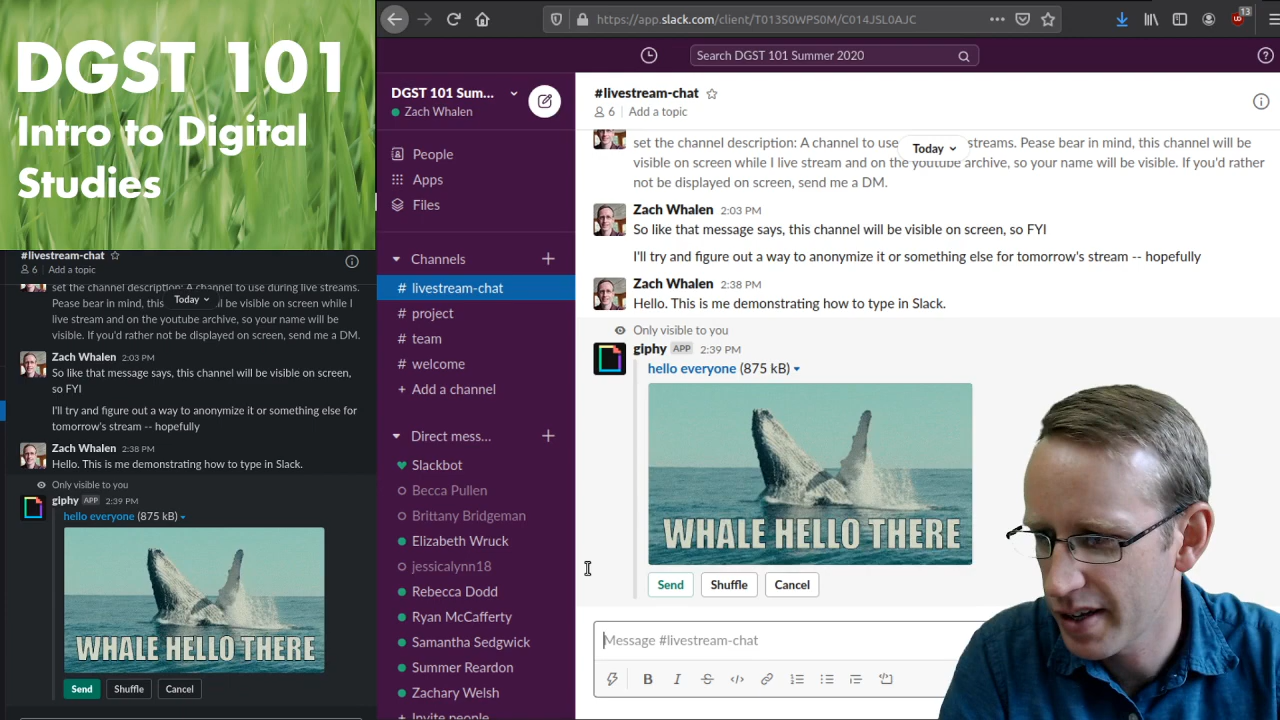 DGST 101
Intro to Digital
Studies
#livestream-chat
6 Add a topic
set the channel description: A channel to use during live streams.
Pease bear in mind, this
Today
l be visible on screen while I
live stream and on the youtube archive, so your name will be
visible. If you'd rather not be displayed on screen, send me a DM.
Zach Whalen 2:03 PM
So like that message says, this channel will be visible on screen,
so FYI
I'll try and figure out a way to anonymize it or something else for
tomorrow's stream -- hopefully
Zach Whalen 2:38 PM
Hello. This is me demonstrating how to type in Slack.
Only visible to you
giphy APP 2:39 PM
hello everyone (875 kB)
WHALE HELLO THERE
Send Shuffle Cancel
https://app.slack.com/client/T013S0WPS0M/C014JSL0AJC
13
Search DGST 101 Summer 2020
DGST 101 Sum...
Zach Whalen
People
Apps
Files
Channels
# livestream-chat
# project
# team
# welcome
+ Add a channel
Direct mess...
Slackbot
Becca Pullen
Brittany Bridgeman
Elizabeth Wruck
jessicalynn18
Rebecca Dodd
Ryan McCafferty
Samantha Sedgwick
Summer Reardon
Zachary Welsh
+ Invite people
#livestream-chat
6 Add a topic
set the channel description: A channel to use
Today
streams. Pease bear in mind, this channel will be
visible on screen while I live stream and on the youtube archive, so your name will be visible. If you'd rather
not be displayed on screen, send me a DM.
Zach Whalen 2:03 PM
So like that message says, this channel will be visible on screen, so FYI
I'll try and figure out a way to anonymize it or something else for tomorrow's stream -- hopefully
Zach Whalen 2:38 PM
Hello. This is me demonstrating how to type in Slack.
Only visible to you
giphy APP 2:39 PM
hello everyone (875 kB)
WHALE HELLO THERE
Send Shuffle Cancel
Message #livestream-chat
B I S